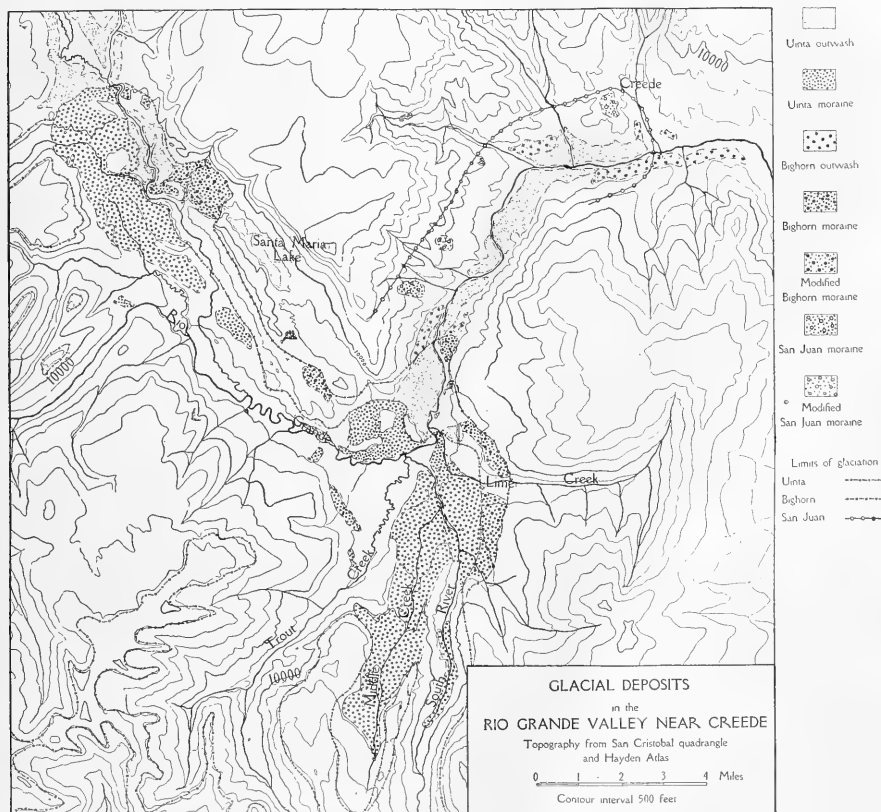 10000
Creede
Santa Maria
Lake
Rio
10000
Grande
Lime Creek
Creek
Trout
Creek
River
10000
Middle
South
GLACIAL DEPOSITS
in the
RIO GRANDE VALLEY NEAR CREEDE
Topography from San Cristobal quadrangle
and Hayden Atlas
0 1 2 3 4 Miles
Contour interval 500 feet
Uinta outwash
Uinta moraine
Bighorn outwash
Bighorn moraine
Modified
Bighorn moraine
San Juan moraine
Modified
San Juan moraine
Limits of glaciation
Uinta
Bighorn
San Juan